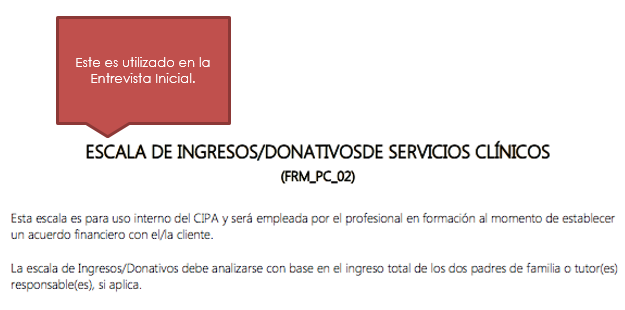 Este es utilizado en la
Entrevista Inicial.
ESCALA DE INGRESOS/DONATIVOSDE SERVICIOS CLÍNICOS
(FRM_PC_02)
Esta escala es para uso interno del CIPA y será empleada por el profesional en formación al momento de establecer
un acuerdo financiero con el/la cliente.
La escala de Ingresos/Donativos debe analizarse con base en el ingreso total de los dos padres de familia o tutor(es)
responsable(es), si aplica.